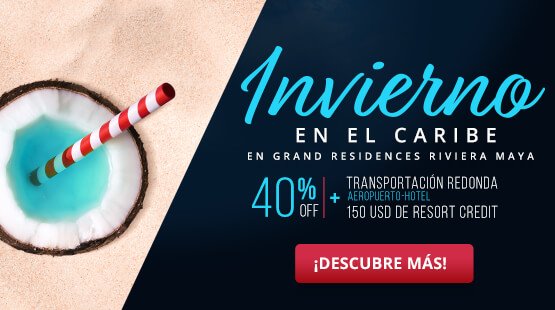 Invierno
EN EL CARIBE
EN GRAND RESIDENCES RIVIERA MAYA
40% OFF
+
TRANSPORTACIÓN REDONDA
AEROPUERTO-HOTEL
150 USD DE RESORT CREDIT
¡DESCUBRE MÁS!